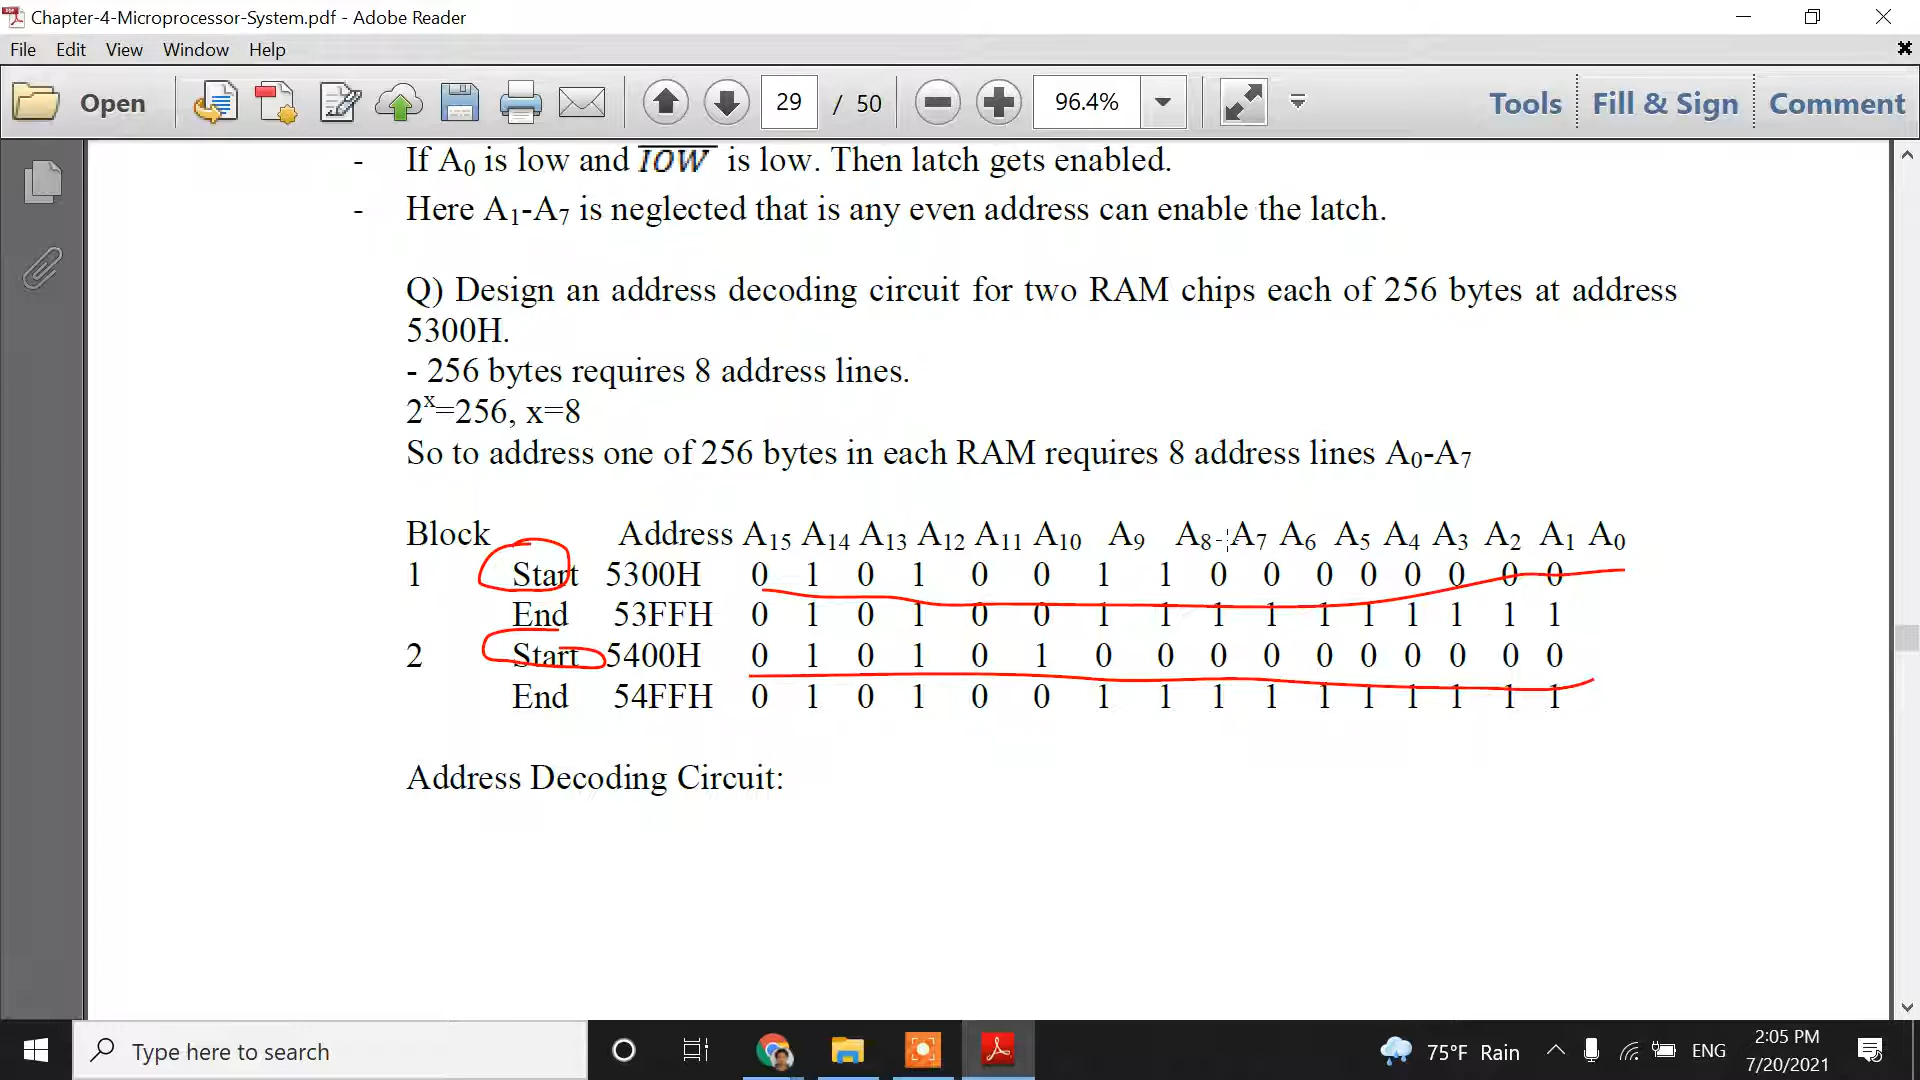 Chapter-4-Microprocessor-System.pdf - Adobe Reader
File Edit View Window Help
Open 29 / 50 96.4% Tools Fill & Sign Comment
- If A0 is low and IOW is low. Then latch gets enabled.
- Here A1-A7 is neglected that is any even address can enable the latch.
Q) Design an address decoding circuit for two RAM chips each of 256 bytes at address
5300H.
- 256 bytes requires 8 address lines.
2^x=256, x=8
So to address one of 256 bytes in each RAM requires 8 address lines A0-A7
Block Address A15 A14 A13 A12 A11 A10 A9 A8- A7 A6 A5 A4 A3 A2 A1 A0
1 Start 5300H 0 1 0 1 0 0 1 1 0 0 0 0 0 0 0 0
End 53FFH 0 1 0 1 0 0 1 1 1 1 1 1 1 1 1 1
2 Start 5400H 0 1 0 1 0 1 0 0 0 0 0 0 0 0 0 0
End 54FFH 0 1 0 1 0 0 1 1 1 1 1 1 1 1 1 1
Address Decoding Circuit:
Type here to search 75°F Rain ENG 2:05 PM
7/20/2021